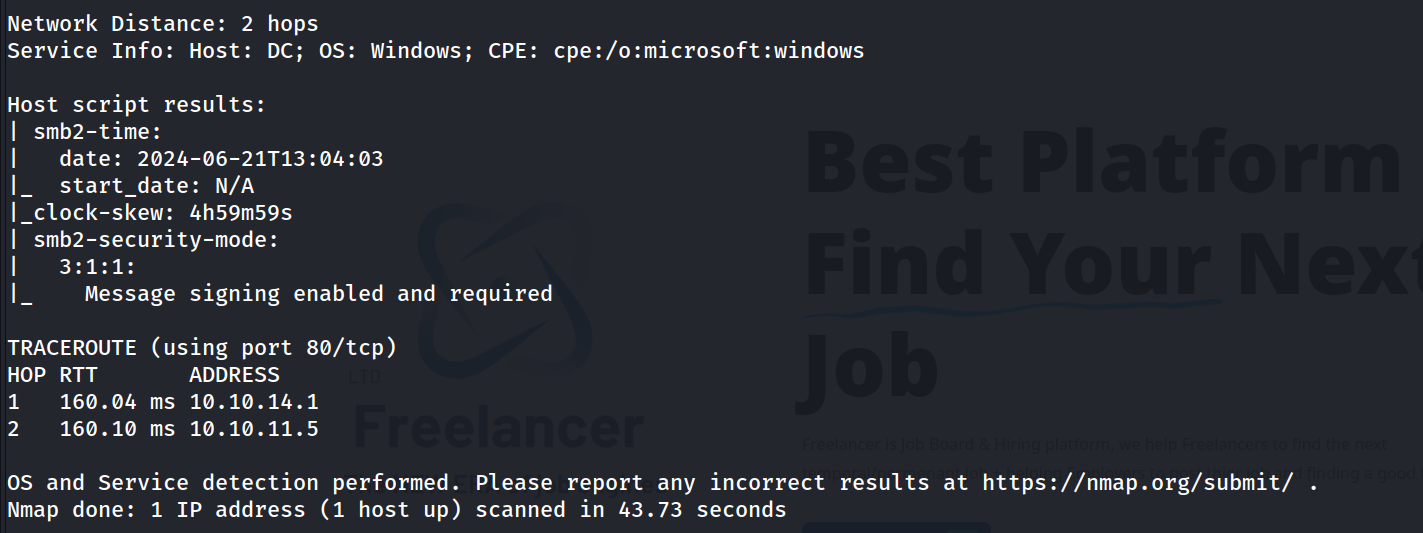 Network Distance: 2 hops
Service Info: Host: DC; OS: Windows; CPE: cpe:/o:microsoft:windows
Host script results:
| smb2-time:
|   date: 2024-06-21T13:04:03
|_  start_date: N/A
|_clock-skew: 4h59m59s
| smb2-security-mode:
|   3:1:1:
|_    Message signing enabled and required
TRACEROUTE (using port 80/tcp)
HOP RTT       ADDRESS
1   160.04 ms 10.10.14.1
2   160.10 ms 10.10.11.5
OS and Service detection performed. Please report any incorrect results at https://nmap.org/submit/ .
Nmap done: 1 IP address (1 host up) scanned in 43.73 seconds
LTD
Freelancer
Best Platform
Find Your Next
Job
Freelancer is Job Board & Hiring platform, we help Freelancers to find the next